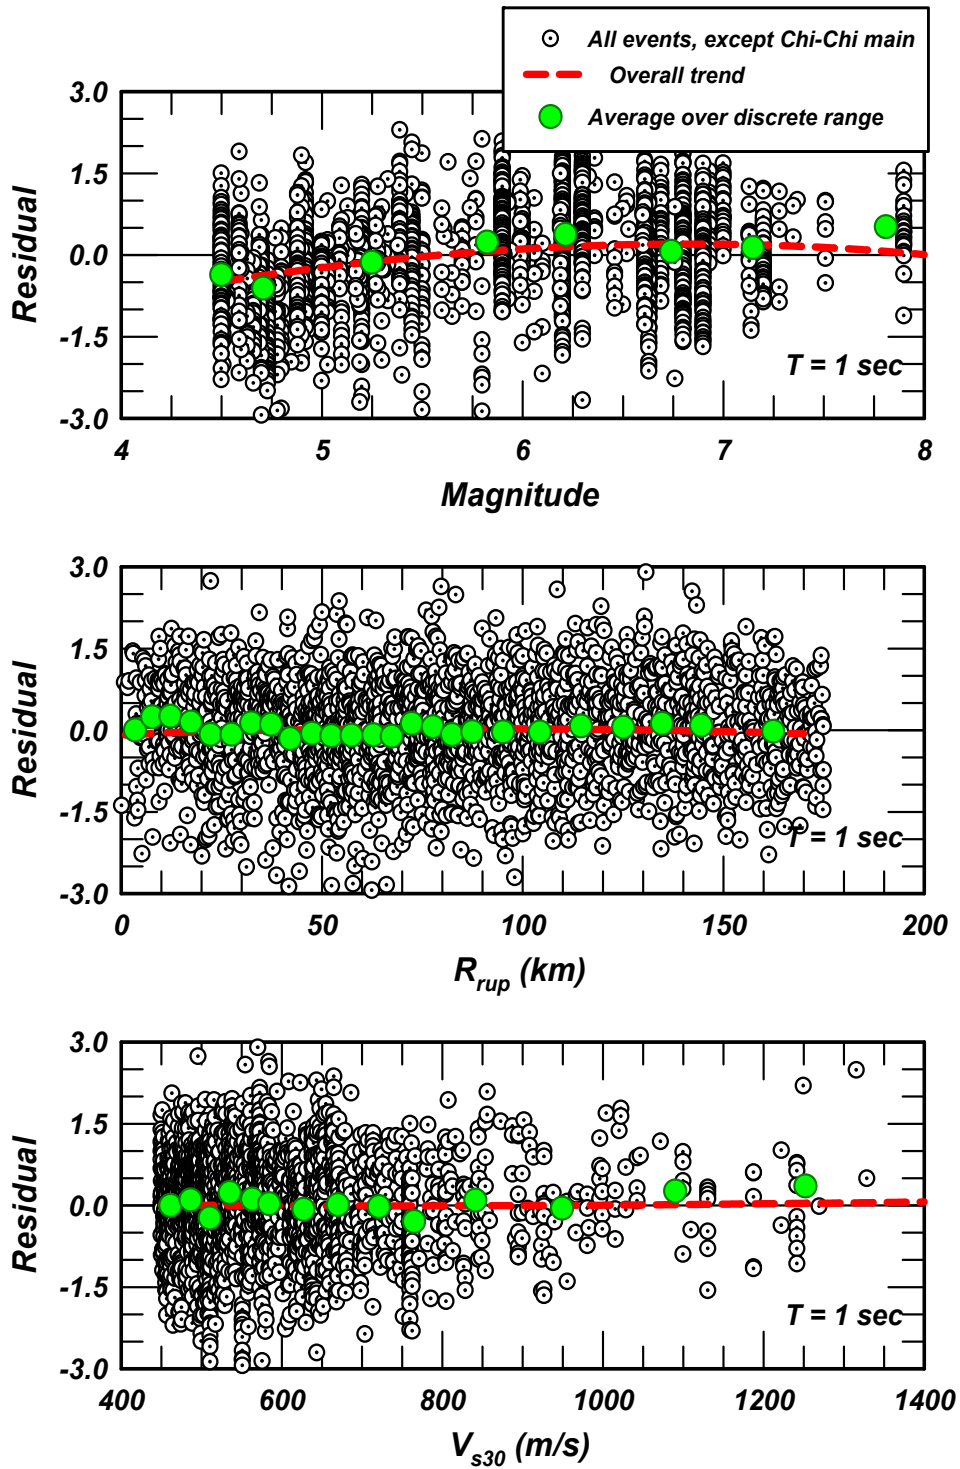 All events, except Chi-Chi main
Overall trend
Average over discrete range
3.0
1.5
0.0
-1.5
-3.0
Residual
T = 1 sec
4 5 6 7 8
Magnitude
3.0
1.5
0.0
-1.5
-3.0
Residual
T = 1 sec
0 50 100 150 200
R_rup (km)
3.0
1.5
0.0
-1.5
-3.0
Residual
T = 1 sec
400 600 800 1000 1200 1400
V_s30 (m/s)